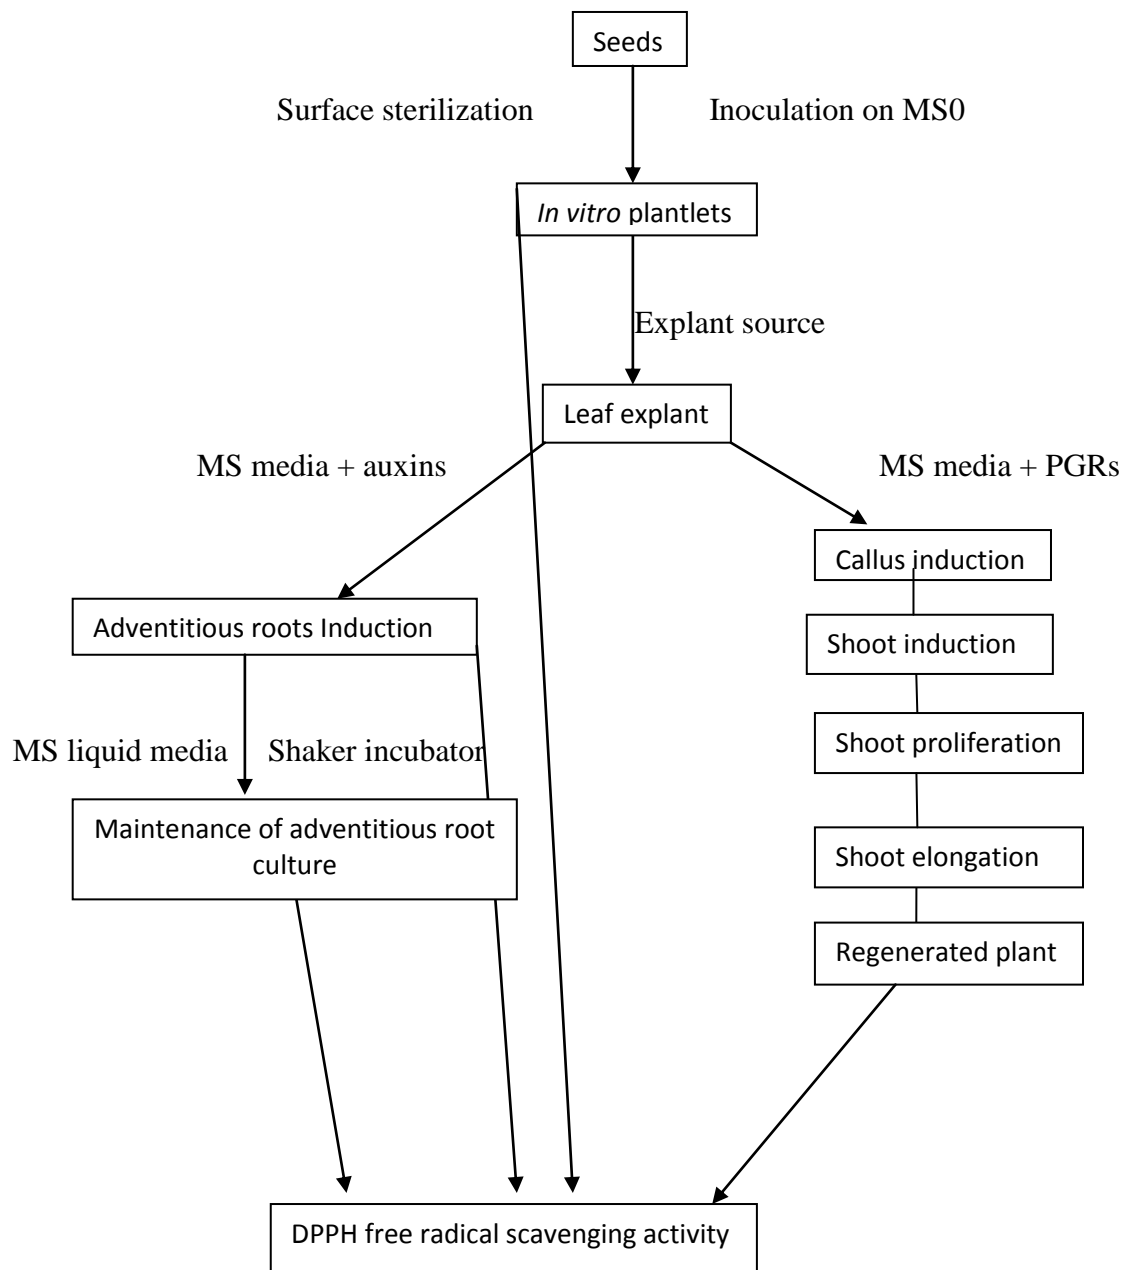 Seeds
Surface sterilization
Inoculation on MS0
In vitro plantlets
Explant source
Leaf explant
MS media + auxins
MS media + PGRs
Callus induction
Adventitious roots Induction
Shoot induction
MS liquid media
Shaker incubator
Shoot proliferation
Maintenance of adventitious root
culture
Shoot elongation
Regenerated plant
DPPH free radical scavenging activity